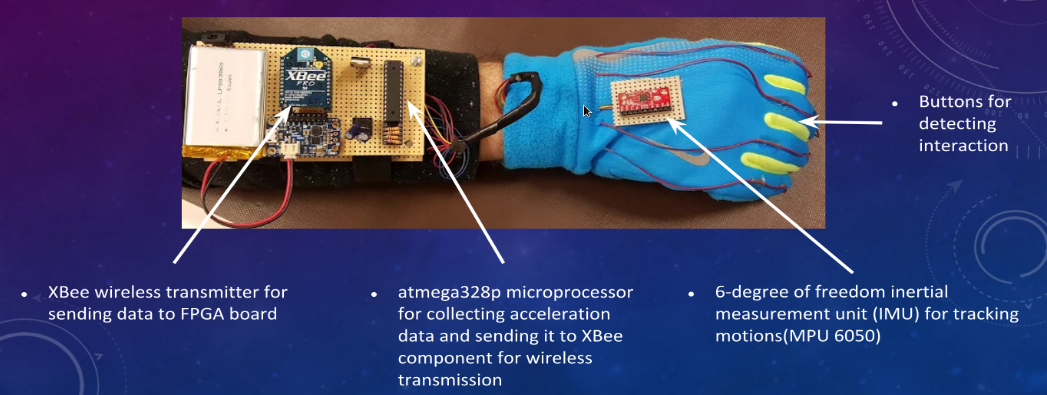 XBee
PRO
• Buttons for
detecting
interaction
• XBee wireless transmitter for
sending data to FPGA board
• atmega328p microprocessor
for collecting acceleration
data and sending it to XBee
component for wireless
transmission
• 6-degree of freedom inertial
measurement unit (IMU) for tracking
motions(MPU 6050)